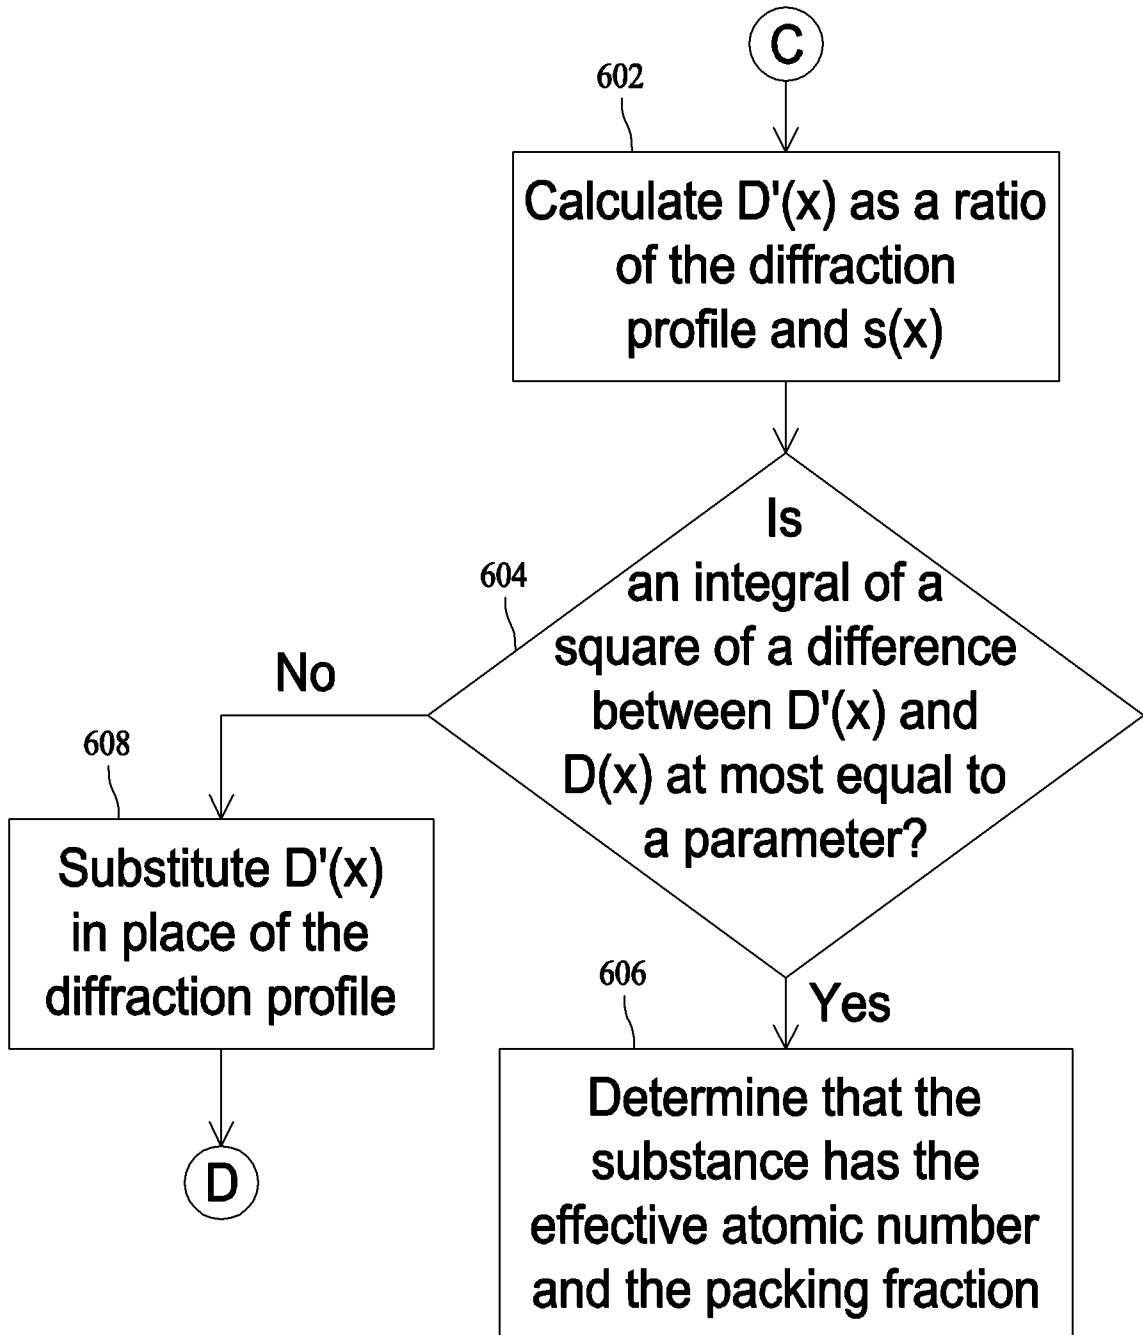 C
602
Calculate D'(x) as a ratio
of the diffraction
profile and s(x)
604
Is
an integral of a
square of a difference
between D'(x) and
D(x) at most equal to
a parameter?
No
608
Substitute D'(x)
in place of the
diffraction profile
D
Yes
606
Determine that the
substance has the
effective atomic number
and the packing fraction